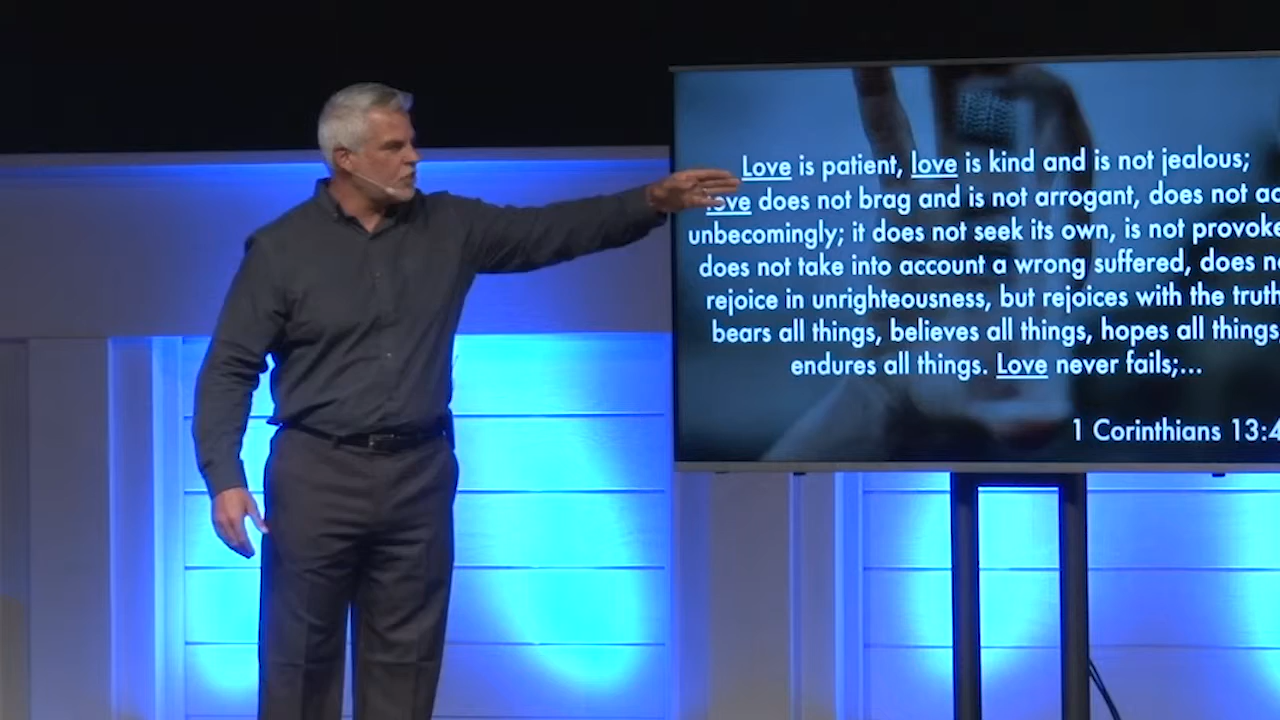 Love is patient, love is kind and is not jealous;
love does not brag and is not arrogant, does not ac
unbecomingly; it does not seek its own, is not provoke
does not take into account a wrong suffered, does n
rejoice in unrighteousness, but rejoices with the truth
bears all things, believes all things, hopes all things,
endures all things. Love never fails;...
1 Corinthians 13:4